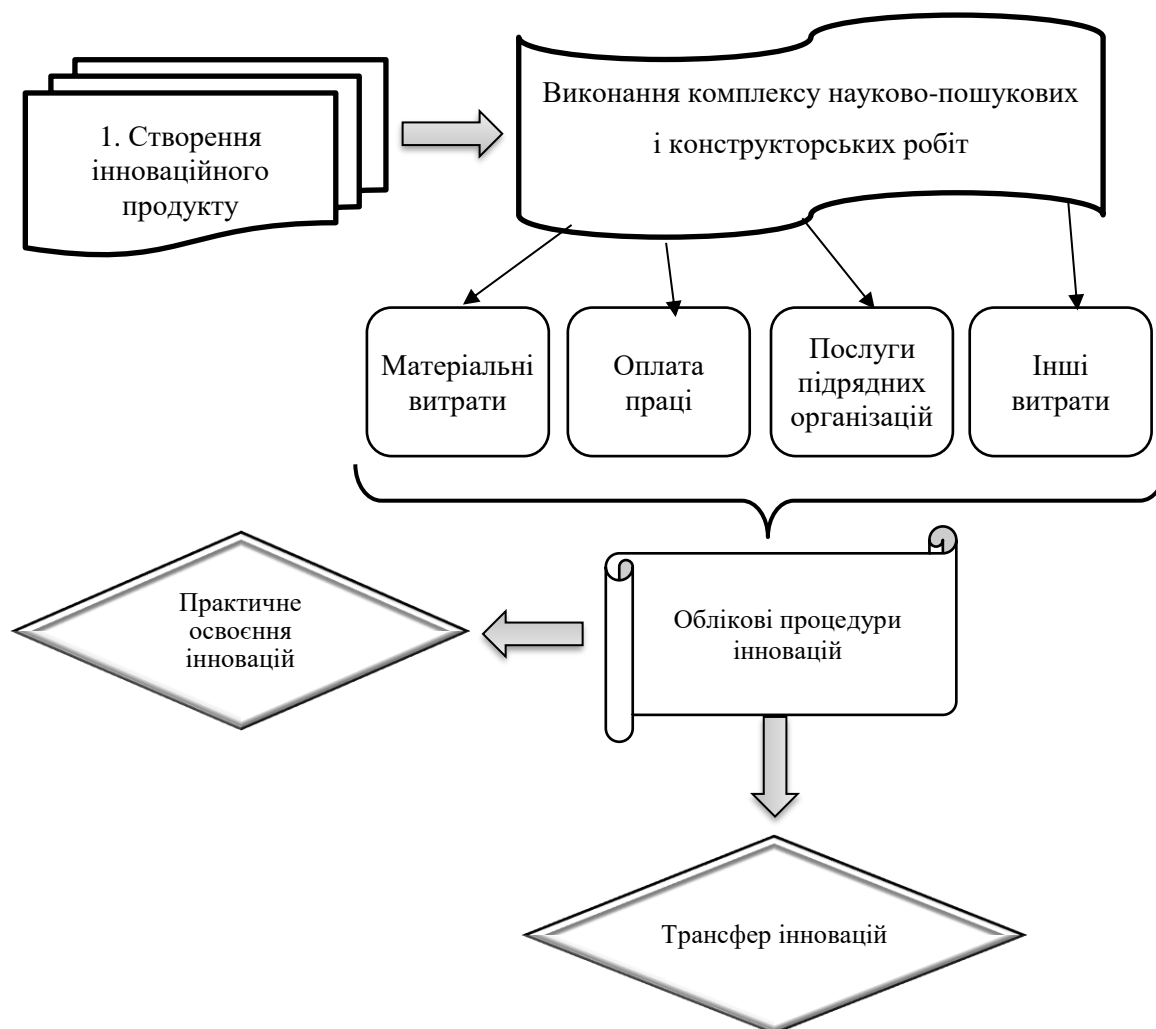 1. Створення
інноваційного
продукту
Виконання комплексу науково-пошукових
і конструкторських робіт
Матеріальні
витрати
Оплата
праці
Послуги
підрядних
організацій
Інші
витрати
Практичне
освоєння
інновацій
Облікові процедури
інновацій
Трансфер інновацій